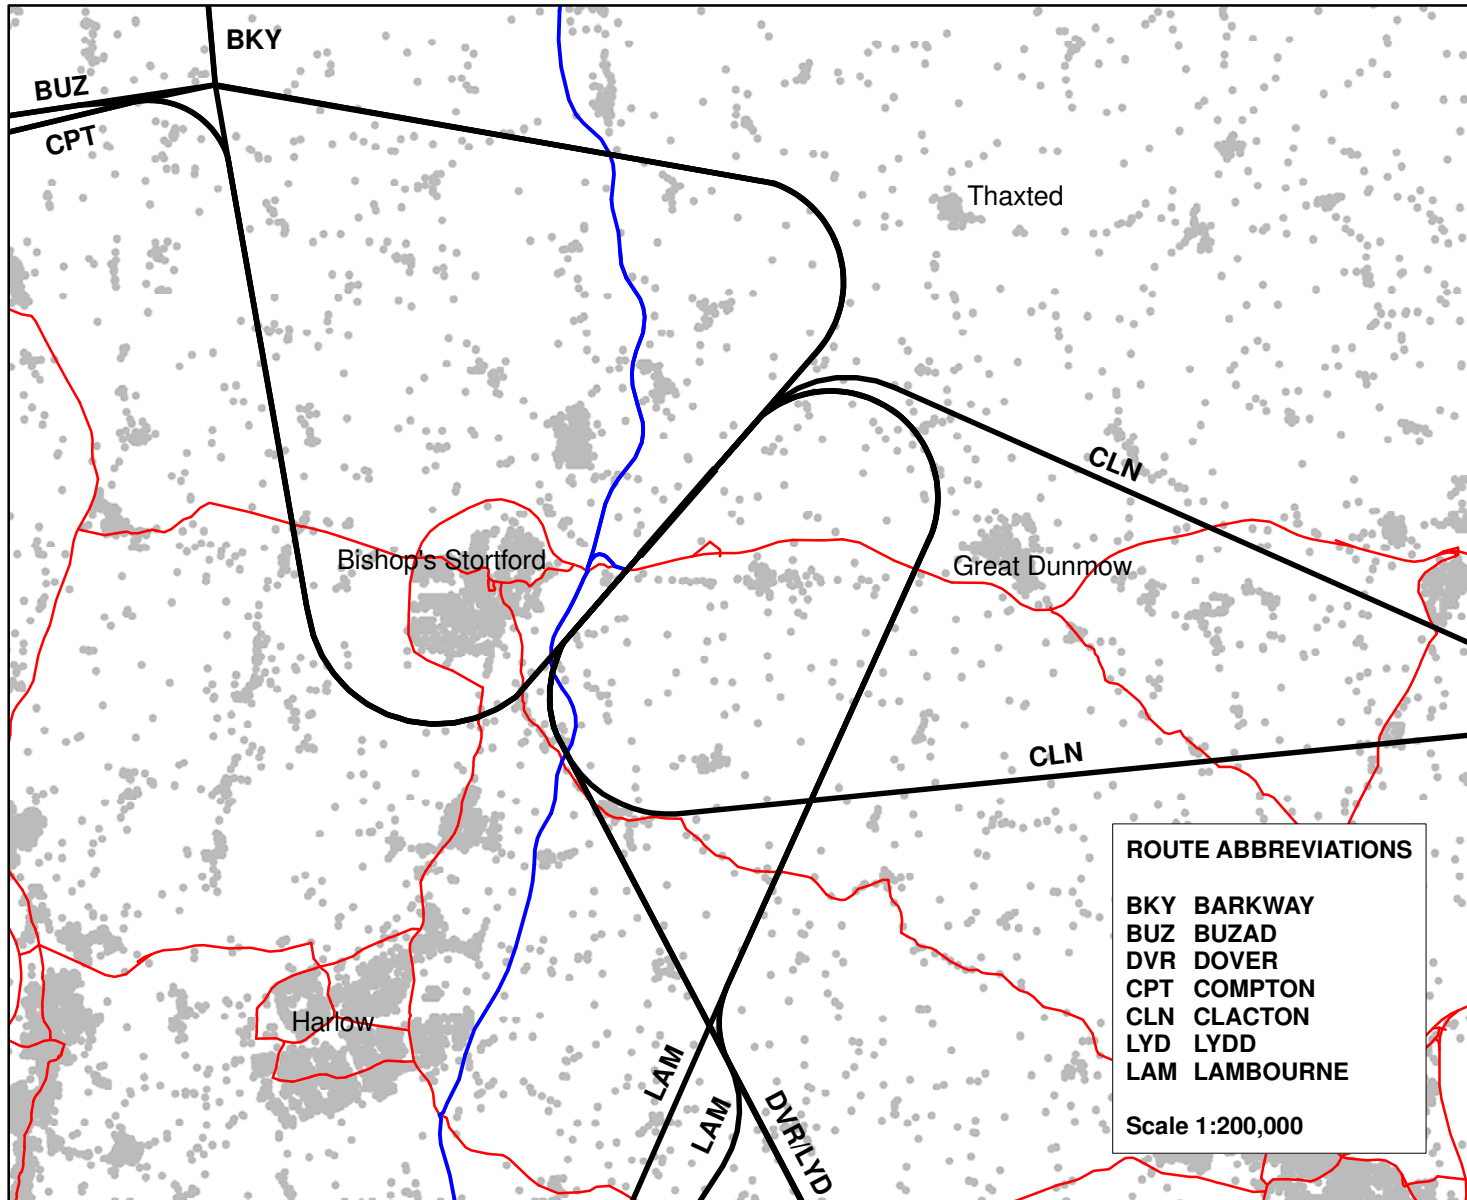 BKY
BUZ
CPT
Thaxted
CLN
Bishop's Stortford
Great Dunmow
CLN
Harlow
LAM
LAM
DVR/LYD
ROUTE ABBREVIATIONS
BKY BARKWAY
BUZ BUZAD
DVR DOVER
CPT COMPTON
CLN CLACTON
LYD LYDD
LAM LAMBOURNE
Scale 1:200,000